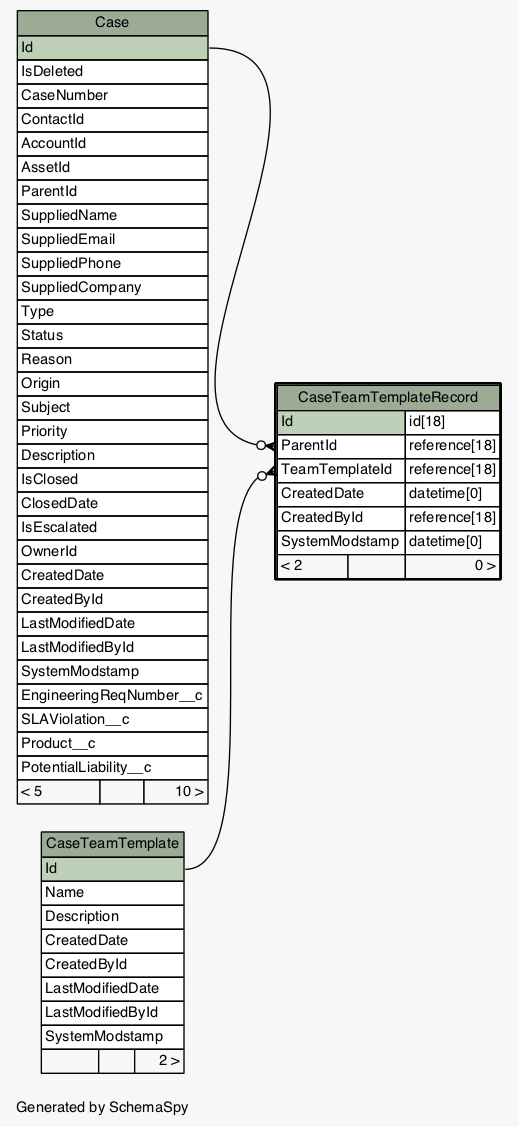 Case
Id
IsDeleted
CaseNumber
ContactId
AccountId
AssetId
ParentId
SuppliedName
SuppliedEmail
SuppliedPhone
SuppliedCompany
Type
Status
Reason
Origin
Subject
Priority
Description
IsClosed
ClosedDate
IsEscalated
OwnerId
CreatedDate
CreatedById
LastModifiedDate
LastModifiedById
SystemModstamp
EngineeringReqNumber__c
SLAViolation__c
Product__c
PotentialLiability__c
< 5 10 >
CaseTeamTemplateRecord
Id id[18]
ParentId reference[18]
TeamTemplateId reference[18]
CreatedDate datetime[0]
CreatedById reference[18]
SystemModstamp datetime[0]
< 2 0 >
CaseTeamTemplate
Id
Name
Description
CreatedDate
CreatedById
LastModifiedDate
LastModifiedById
SystemModstamp
2 >
Generated by SchemaSpy